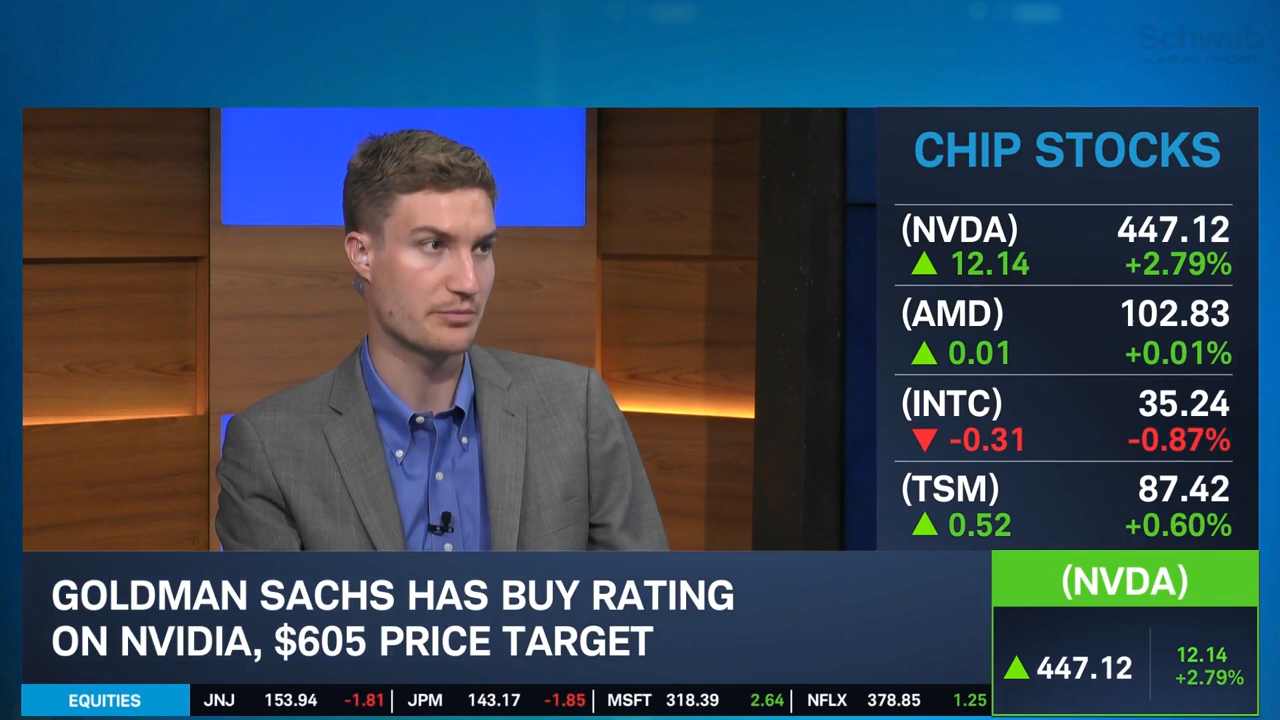 Schwab
NETWORK
CHIP STOCKS
(NVDA) 447.12
▲ 12.14 +2.79%
(AMD) 102.83
▲ 0.01 +0.01%
(INTC) 35.24
▼ -0.31 -0.87%
(TSM) 87.42
▲ 0.52 +0.60%
GOLDMAN SACHS HAS BUY RATING
ON NVIDIA, $605 PRICE TARGET
(NVDA)
▲ 447.12
12.14
+2.79%
EQUITIES JNJ 153.94 -1.81 JPM 143.17 -1.85 MSFT 318.39 2.64 NFLX 378.85 1.25